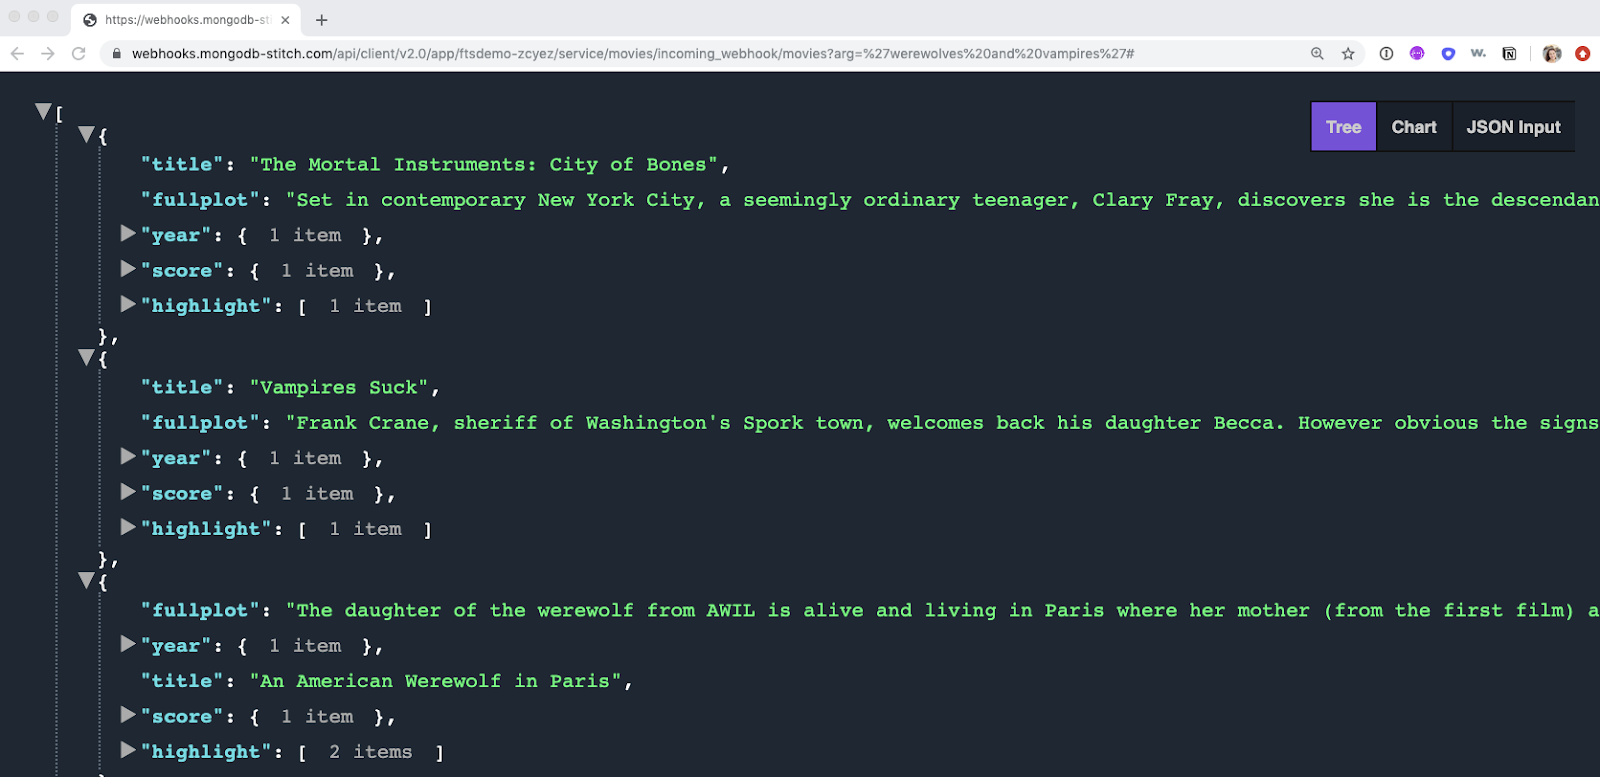 https://webhooks.mongodb-sti
webhooks.mongodb-stitch.com/api/client/v2.0/app/ftsdemo-zcyez/service/movies/incoming_webhook/movies?arg=%27werewolves%20and%20vampires%27#
w.
Tree Chart JSON Input
[
{
"title": "The Mortal Instruments: City of Bones",
"fullplot": "Set in contemporary New York City, a seemingly ordinary teenager, Clary Fray, discovers she is the descendan
"year": { 1 item },
"score": { 1 item },
"highlight": [ 1 item ]
},
{
"title": "Vampires Suck",
"fullplot": "Frank Crane, sheriff of Washington's Spork town, welcomes back his daughter Becca. However obvious the signs
"year": { 1 item },
"score": { 1 item },
"highlight": [ 1 item ]
},
{
"fullplot": "The daughter of the werewolf from AWIL is alive and living in Paris where her mother (from the first film) a
"year": { 1 item },
"title": "An American Werewolf in Paris",
"score": { 1 item },
"highlight": [ 2 items ]